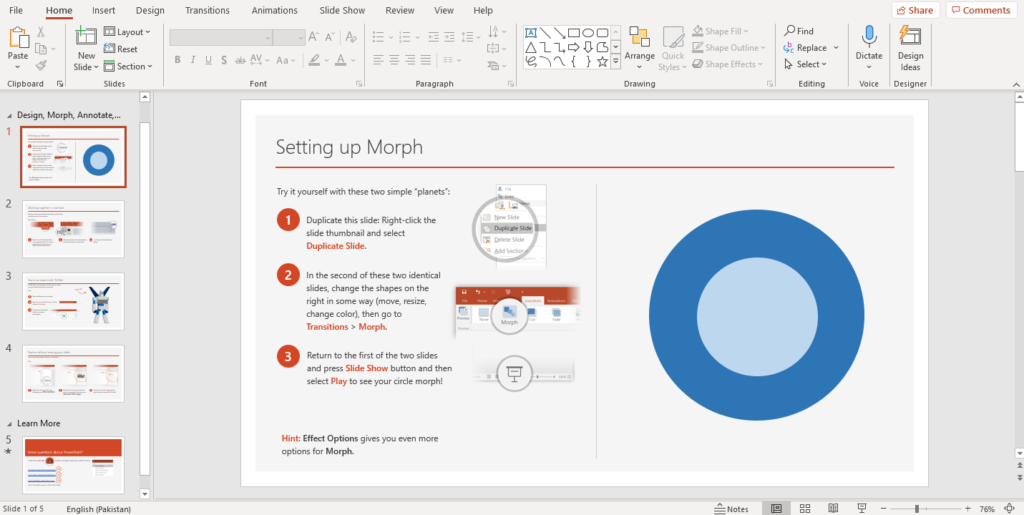 File Home Insert Design Transitions Animations Slide Show Review View Help Share Comments
Paste
New
Slide
Layout
Reset
Section
B I U S ab AV Aa A
Arrange
Quick
Styles
Shape Fill
Shape Outline
Shape Effects
Find
Replace
Select
Dictate
Design
Ideas
Clipboard Slides Font Paragraph Drawing Editing Voice Designer
Design, Morph, Annotate,...
1
2
3
4
Learn More
5
Setting up Morph
Try it yourself with these two simple "planets":
1 Duplicate this slide: Right-click the
slide thumbnail and select
Duplicate Slide.
2 In the second of these two identical
slides, change the shapes on the
right in some way (move, resize,
change color), then go to
Transitions > Morph.
3 Return to the first of the two slides
and press Slide Show button and then
select Play to see your circle morph!
Hint: Effect Options gives you even more
options for Morph.
New Slide
Duplicate Slide
Delete Slide
Add Section
Morph
Slide 1 of 5 English (Pakistan) Notes 76%